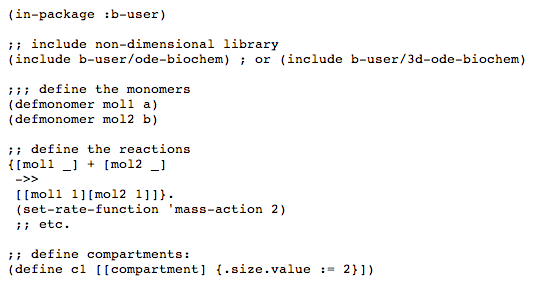 (in-package :b-user)
;; include non-dimensional library
(include b-user/ode-biochem) ; or (include b-user/3d-ode-biochem)
;;; define the monomers
(defmonomer mol1 a)
(defmonomer mol2 b)
;; define the reactions
{[mol1 _] + [mol2 _]
->>
[[mol1 1][mol2 1]]}.
(set-rate-function 'mass-action 2)
;; etc.
;; define compartments:
(define c1 [[compartment] {.size.value := 2}])